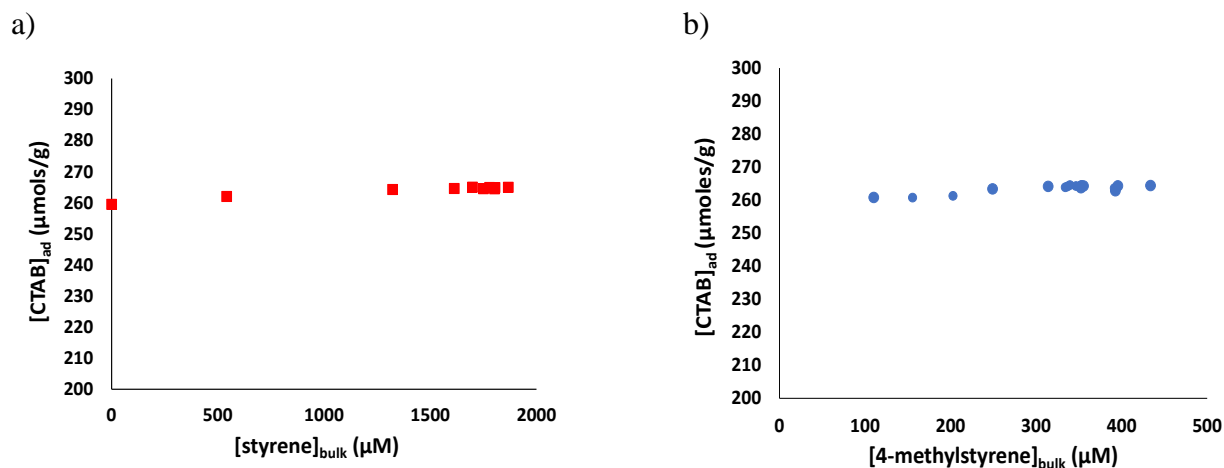 a)
300
290
280
270
260
250
240
230
220
210
200
[CTAB]ad (µmols/g)
0 500 1000 1500 2000
[styrene]bulk (µM)
b)
300
290
280
270
260
250
240
230
220
210
200
[CTAB]ad (µmoles/g)
0 100 200 300 400 500
[4-methylstyrene]bulk (µM)